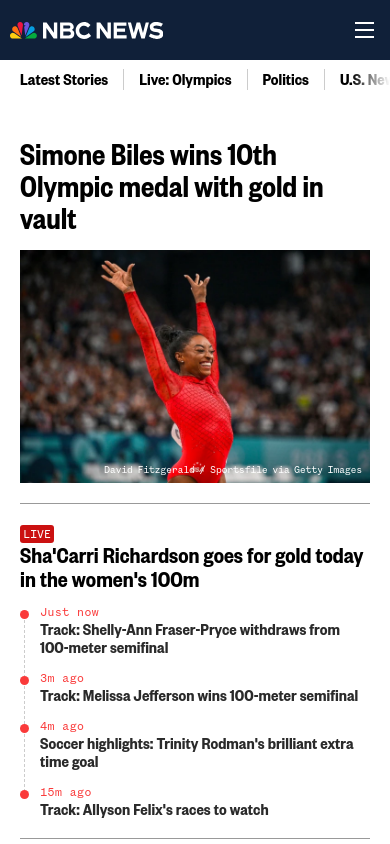 NBC NEWS
Latest Stories
Live: Olympics
Politics
U.S. Ne
Simone Biles wins 10th
Olympic medal with gold in
vault
David Fitzgerald / Sportsfile via Getty Images
LIVE
Sha'Carri Richardson goes for gold today
in the women's 100m
Just now
Track: Shelly-Ann Fraser-Pryce withdraws from
100-meter semifinal
3m ago
Track: Melissa Jefferson wins 100-meter semifinal
4m ago
Soccer highlights: Trinity Rodman's brilliant extra
time goal
15m ago
Track: Allyson Felix's races to watch